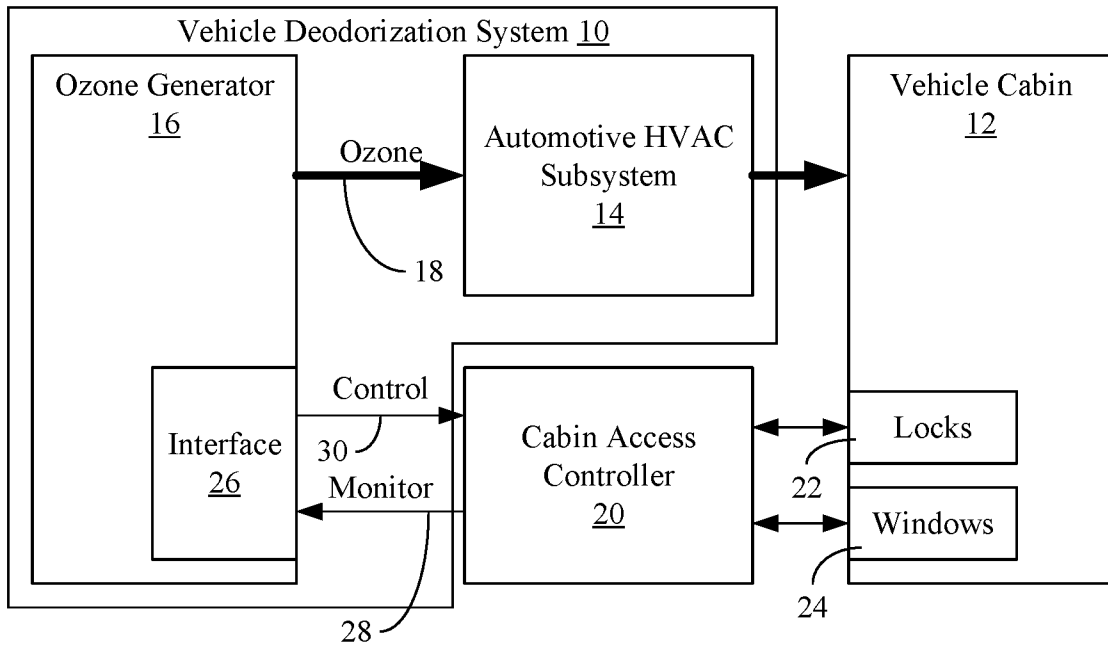 Vehicle Deodorization System 10
Ozone Generator
16
Ozone
18
Automotive HVAC
Subsystem
14
Vehicle Cabin
12
Interface
26
Control
30
Monitor
28
Cabin Access
Controller
20
Locks
22
Windows
24